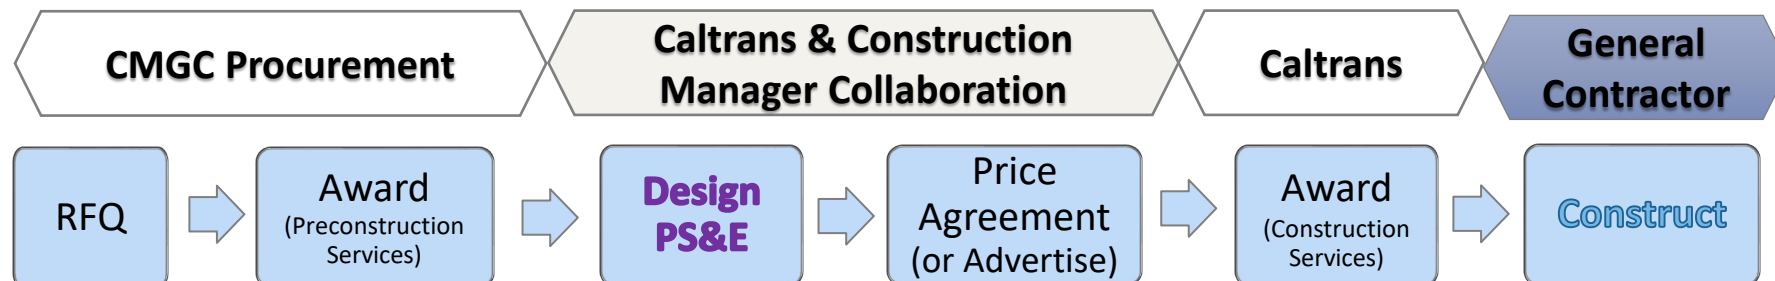 CMGC Procurement
Caltrans & Construction
Manager Collaboration
Caltrans
General
Contractor
RFQ
Award
(Preconstruction
Services)
Design
PS&E
Price
Agreement
(or Advertise)
Award
(Construction
Services)
Construct